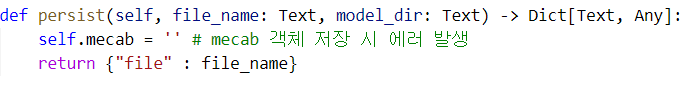 def persist(self, file_name: Text, model_dir: Text) -> Dict[Text, Any]:
    self.mecab = '' # mecab 객체 저장 시 에러 발생
    return {"file" : file_name}